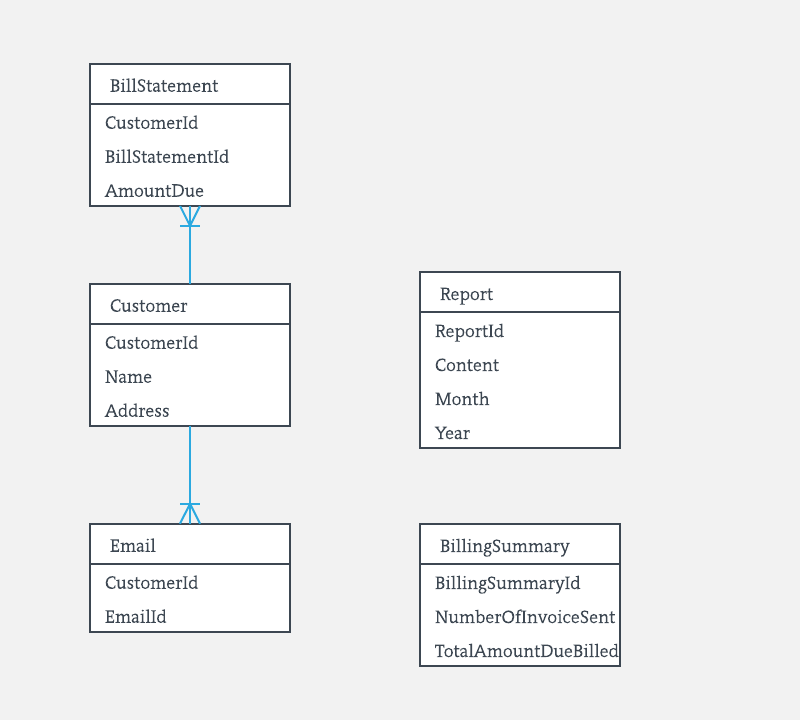 BillStatement
CustomerId
BillStatementId
AmountDue
Customer
CustomerId
Name
Address
Email
CustomerId
EmailId
Report
ReportId
Content
Month
Year
BillingSummary
BillingSummaryId
NumberOfInvoiceSent
TotalAmountDueBilled